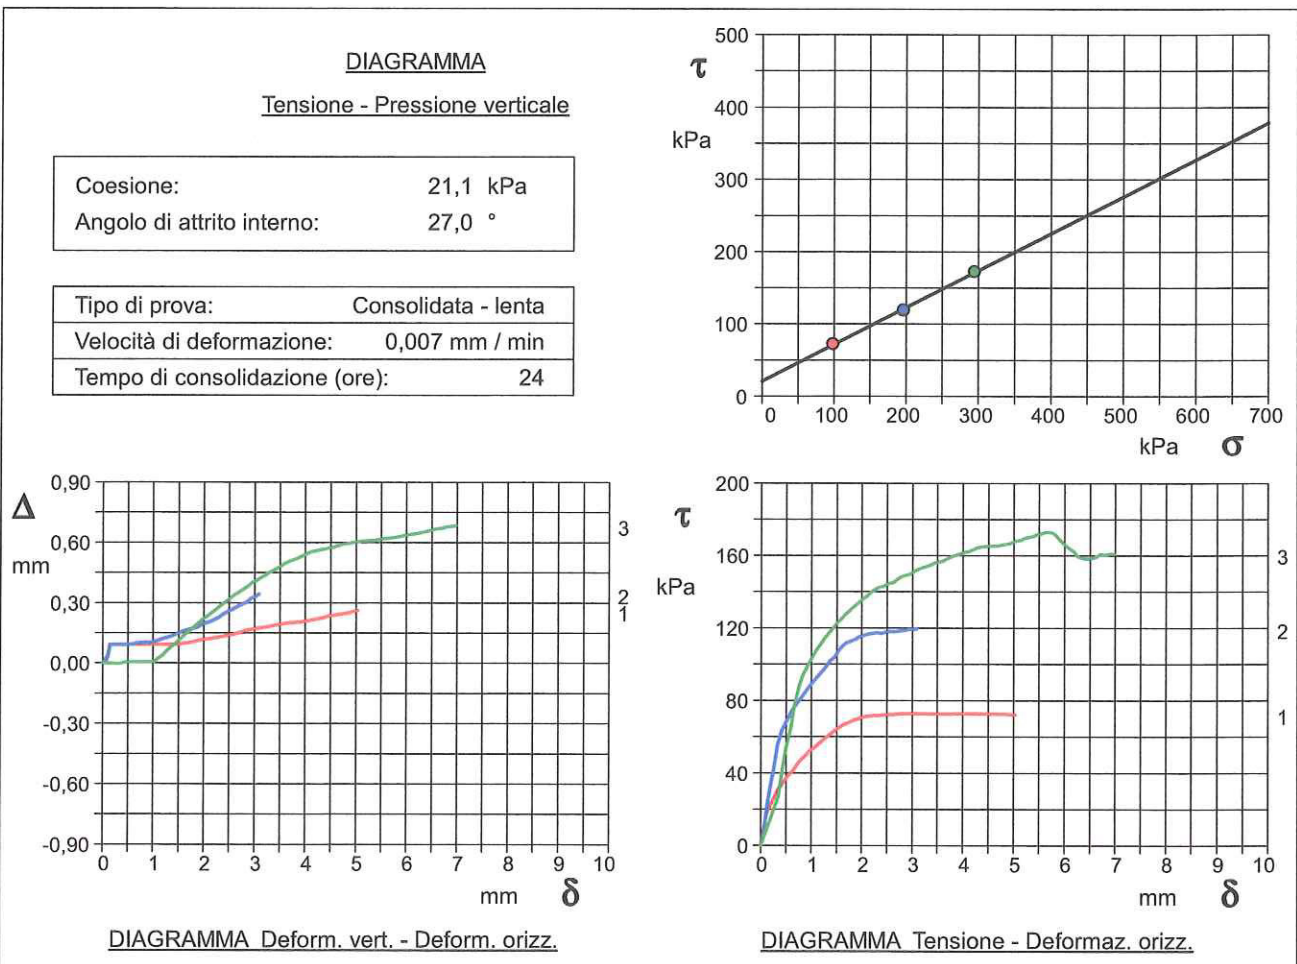 DIAGRAMMA
Tensione - Pressione verticale
Coesione: 21,1 kPa
Angolo di attrito interno: 27,0 °
Tipo di prova: Consolidata - lenta
Velocità di deformazione: 0,007 mm / min
Tempo di consolidazione (ore): 24
τ
kPa
500
400
300
200
100
0
0 100 200 300 400 500 600 700
kPa σ
Δ
mm
0,90
0,60
0,30
0,00
-0,30
-0,60
-0,90
3
2
1
0 1 2 3 4 5 6 7 8 9 10
mm δ
DIAGRAMMA Deform. vert. - Deform. orizz.
τ
kPa
200
160
120
80
40
0
3
2
1
0 1 2 3 4 5 6 7 8 9 10
mm δ
DIAGRAMMA Tensione - Deformaz. orizz.